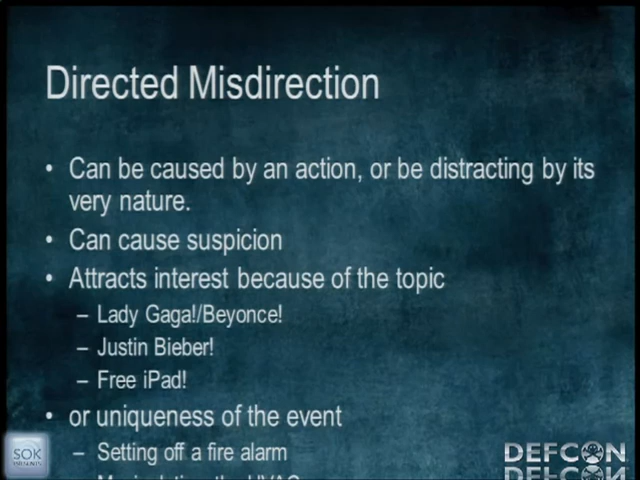 Directed Misdirection
• Can be caused by an action, or be distracting by its
very nature.
• Can cause suspicion
• Attracts interest because of the topic
– Lady Gaga!/Beyonce!
– Justin Bieber!
– Free iPad!
• or uniqueness of the event
– Setting off a fire alarm
SOK
DEFCON